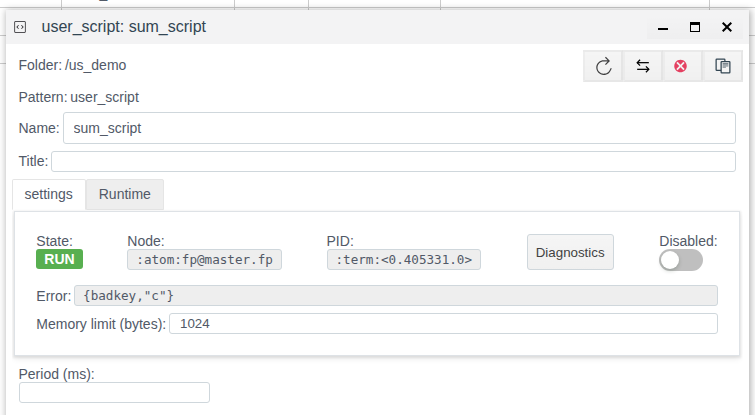 user_script: sum_script
Folder: /us_demo
Pattern: user_script
Name: sum_script
Title:
settings Runtime
State: Node: PID: Disabled:
RUN :atom:fp@master.fp :term:<0.405331.0> Diagnostics
Error: {badkey,"c"}
Memory limit (bytes): 1024
Period (ms):